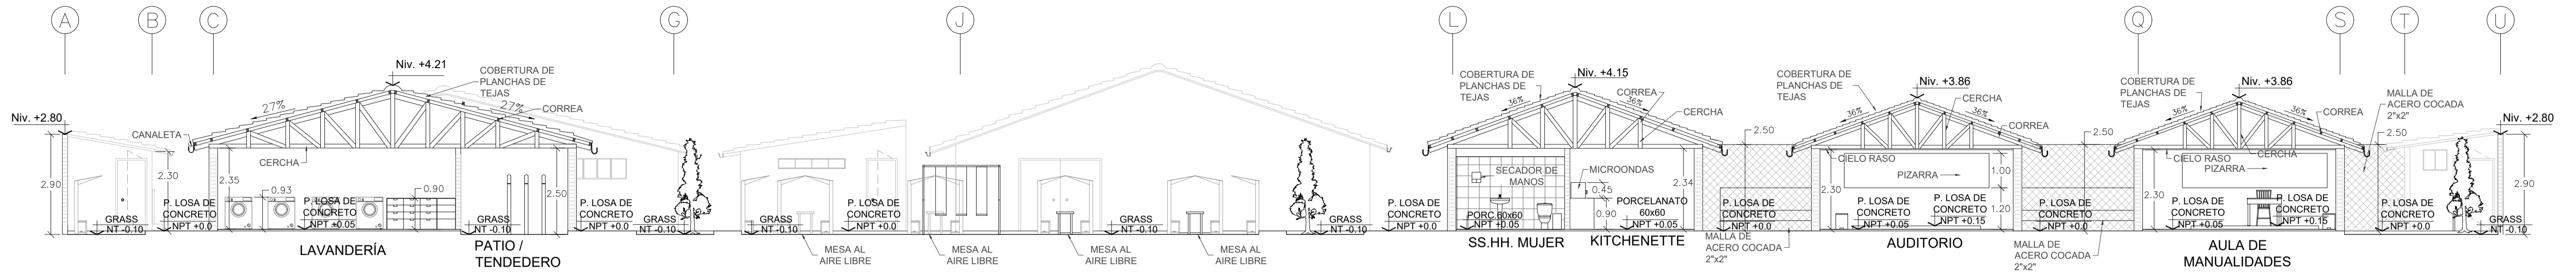 A
B
C
G
J
L
Q
S
T
U
Niv. +2.80
CANALETA
2.90
2.30
GRASS
NT -0.10
P. LOSA DE
CONCRETO
NPT +0.0
Niv. +4.21
27%
27%
COBERTURA DE
PLANCHAS DE
TEJAS
CORREA
CERCHA
2.35
0.93
0.90
P. LOSA DE
CONCRETO
NPT +0.05
LAVANDERÍA
GRASS
NT -0.10
PATIO /
TENDEDERO
2.50
P. LOSA DE
CONCRETO
NPT +0.0
GRASS
NT -0.10
GRASS
NT -0.10
P. LOSA DE
CONCRETO
NPT +0.0
GRASS
NT -0.10
GRASS
NT -0.10
MESA AL
AIRE LIBRE
MESA AL
AIRE LIBRE
MESA AL
AIRE LIBRE
MESA AL
AIRE LIBRE
P. LOSA DE
CONCRETO
NPT +0.0
COBERTURA DE
PLANCHAS DE
TEJAS
Niv. +4.15
36%
36%
CORREA
CERCHA
SECADOR DE
MANOS
MICROONDAS
0.45
0.90
2.34
PORC.60x60
NPT +0.05
PORCELANATO
60x60
NPT +0.05
SS.HH. MUJER
KITCHENETTE
2.50
P. LOSA DE
CONCRETO
NPT +0.0
MALLA DE
ACERO COCADA
2"x2"
COBERTURA DE
PLANCHAS DE
TEJAS
Niv. +3.86
36%
36%
CERCHA
CORREA
CIELO RASO
PIZARRA
1.00
1.20
2.30
P. LOSA DE
CONCRETO
NPT +0.05
P. LOSA DE
CONCRETO
NPT +0.15
AUDITORIO
2.50
P. LOSA DE
CONCRETO
NPT +0.0
MALLA DE
ACERO COCADA
2"x2"
COBERTURA DE
PLANCHAS DE
TEJAS
Niv. +3.86
36%
36%
CORREA
CERCHA
CIELO RASO
PIZARRA
2.30
P. LOSA DE
CONCRETO
NPT +0.05
P. LOSA DE
CONCRETO
NPT +0.15
AULA DE
MANUALIDADES
MALLA DE
ACERO COCADA
2"x2"
2.50
P. LOSA DE
CONCRETO
NPT +0.0
Niv. +2.80
2.90
GRASS
NT -0.10